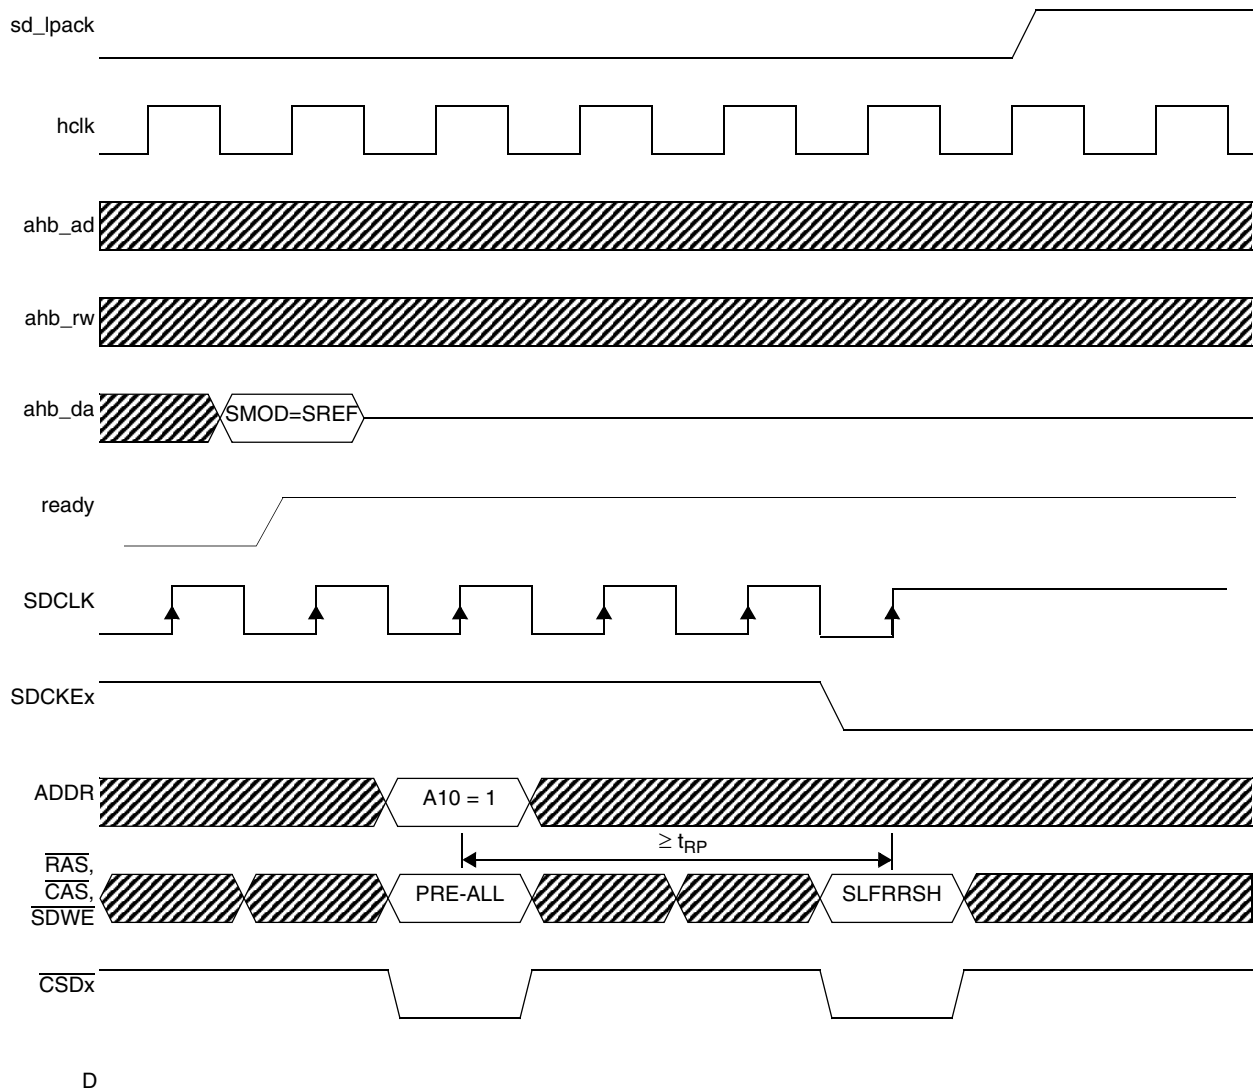 sd_lpack
hclk
ahb_ad
ahb_rw
ahb_da
SMOD=SREF
ready
SDCLK
SDCKEx
ADDR
A10 = 1
≥ tRP
RAS,
CAS,
SDWE
PRE-ALL
SLFRRSH
CSDx
D